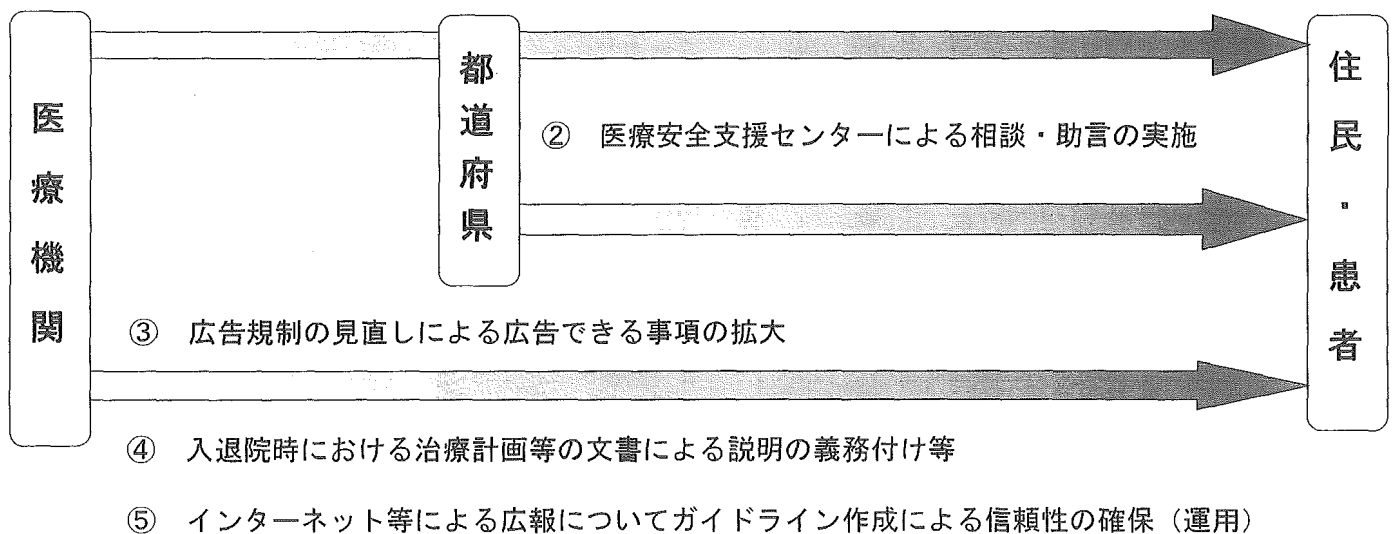 医療機関
都道府県
住民・患者
② 医療安全支援センターによる相談・助言の実施
③ 広告規制の見直しによる広告できる事項の拡大
④ 入退院時における治療計画等の文書による説明の義務付け等
⑤ インターネット等による広報についてガイドライン作成による信頼性の確保（運用）